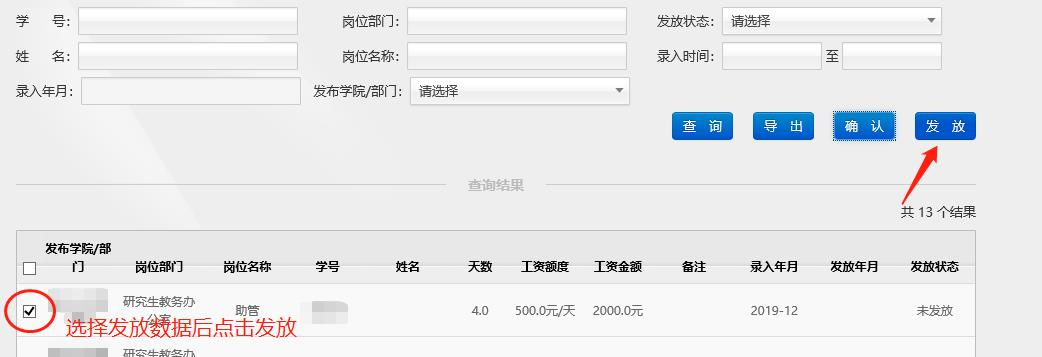 学 号： 岗位部门： 发放状态： 请选择
姓 名： 岗位名称： 录入时间： 至
录入年月： 发布学院/部门： 请选择
查 询 导 出 确 认 发 放
查询结果
共 13 个结果
发布学院/部
门 岗位部门 岗位名称 学号 姓名 天数 工资额度 工资金额 备注 录入年月 发放年月 发放状态
研究生教务办
公室 助管 4.0 500.0元/天 2000.0元 2019-12 未发放
选择发放数据后点击发放
研究生教务办